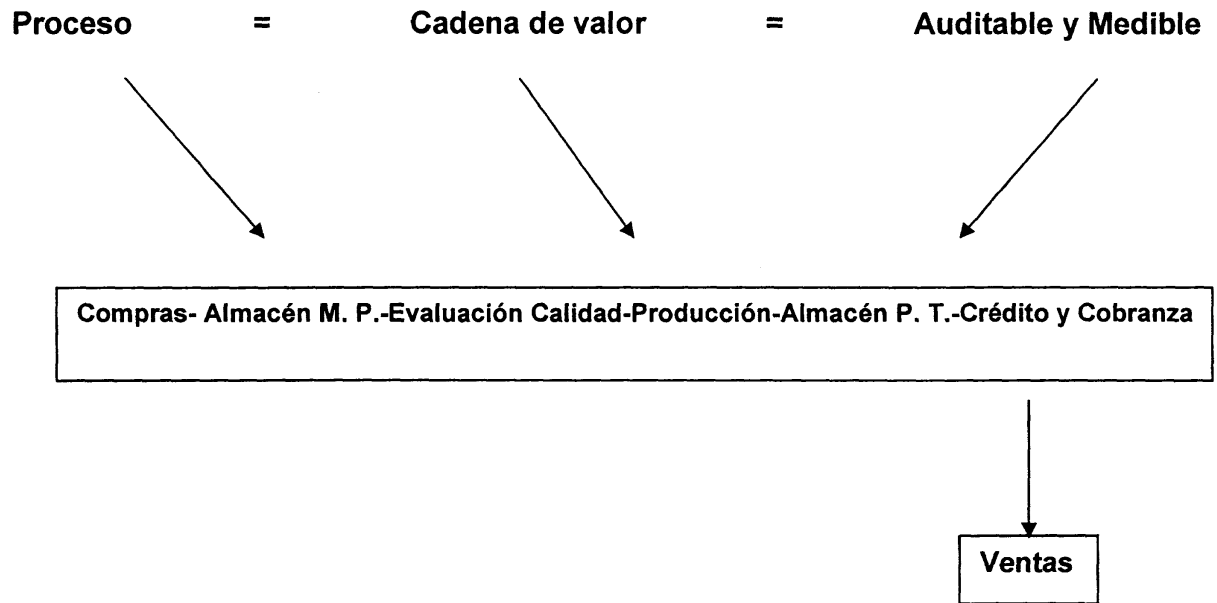 Proceso = Cadena de valor = Auditable y Medible
Compras- Almacén M. P.-Evaluación Calidad-Producción-Almacén P. T.-Crédito y Cobranza
Ventas